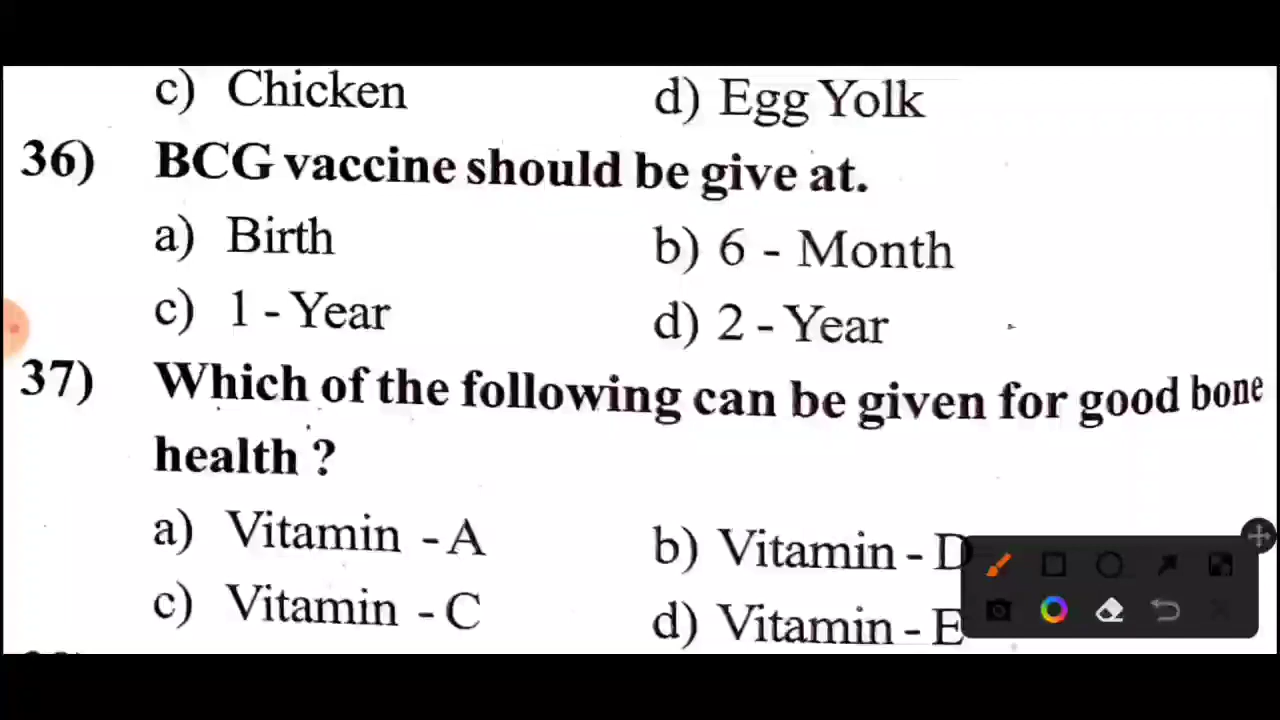 c) Chicken d) Egg Yolk
36) BCG vaccine should be give at.
a) Birth b) 6 - Month
c) 1 - Year d) 2 - Year
37) Which of the following can be given for good bone
health ?
a) Vitamin - A b) Vitamin - D
c) Vitamin - C d) Vitamin - E